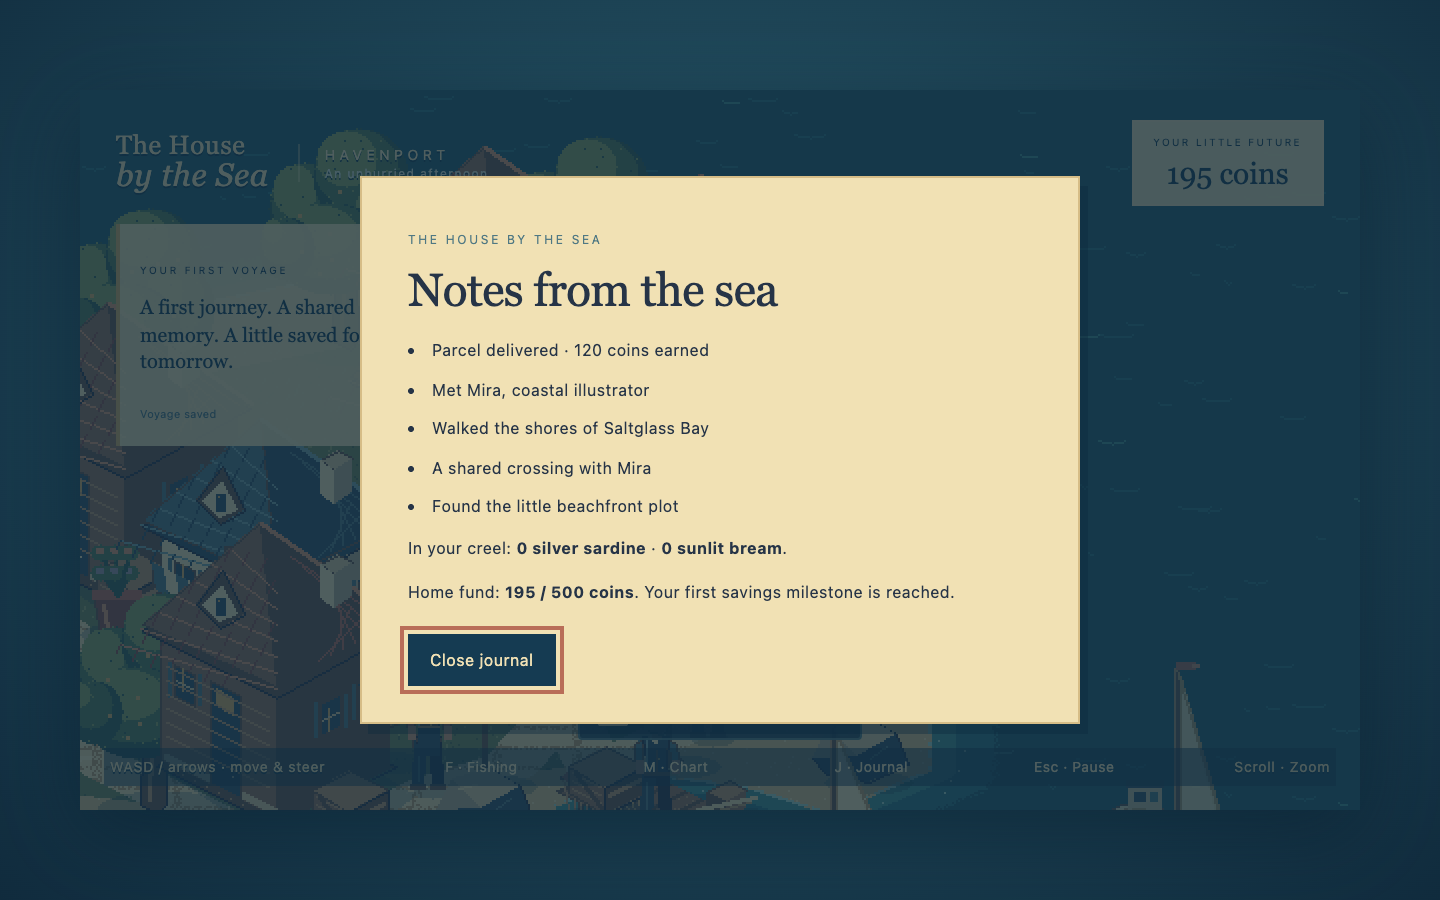 The House
by the Sea
HAVENPORT
An unhurried afternoon
YOUR LITTLE FUTURE
195 coins
YOUR FIRST VOYAGE
A first journey. A shared
memory. A little saved fo
tomorrow.
Voyage saved
THE HOUSE BY THE SEA
Notes from the sea
• Parcel delivered · 120 coins earned
• Met Mira, coastal illustrator
• Walked the shores of Saltglass Bay
• A shared crossing with Mira
• Found the little beachfront plot
In your creel: 0 silver sardine · 0 sunlit bream.
Home fund: 195 / 500 coins. Your first savings milestone is reached.
Close journal
WASD / arrows · move & steer
F · Fishing
M · Chart
J · Journal
Esc · Pause
Scroll · Zoom